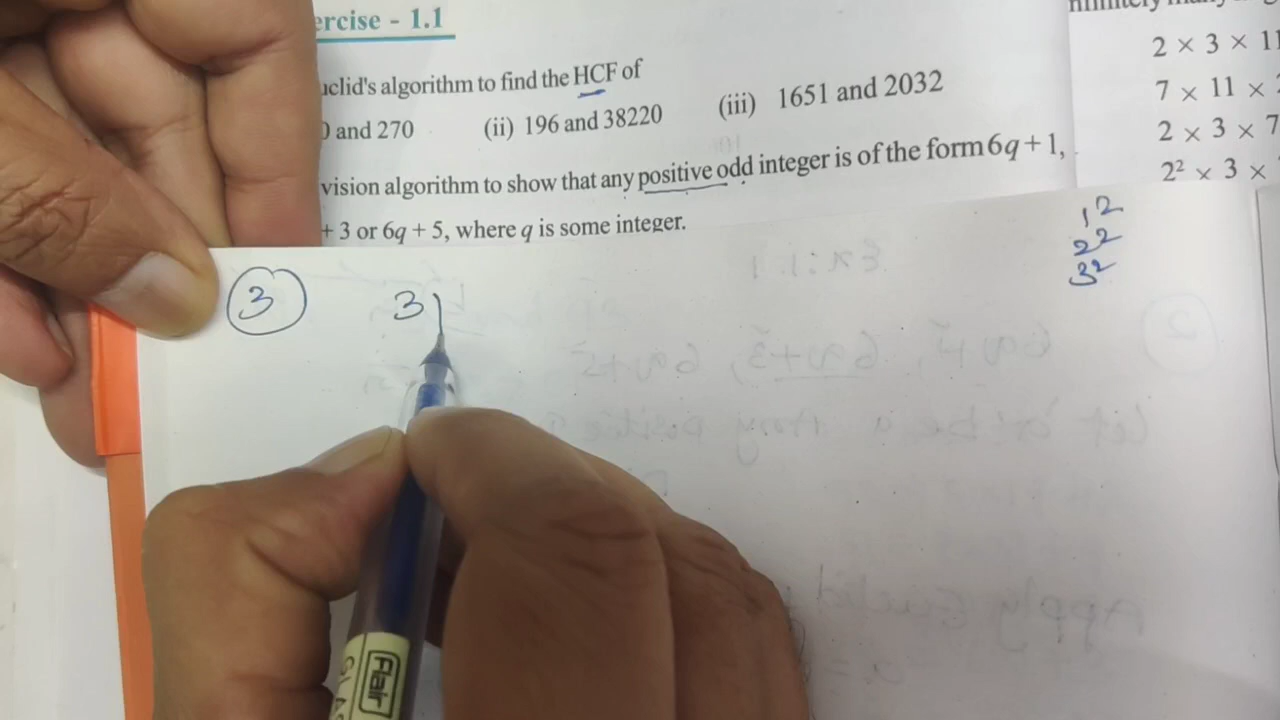 ercise - 1.1
uclid's algorithm to find the HCF of
0 and 270 (ii) 196 and 38220 (iii) 1651 and 2032
vision algorithm to show that any positive odd integer is of the form 6q + 1,
+ 3 or 6q + 5, where q is some integer.
2 × 3 × 11
7 × 11 ×
2 × 3 × 7
2² × 3 ×
1²
2²
3²
3 3)
Flair